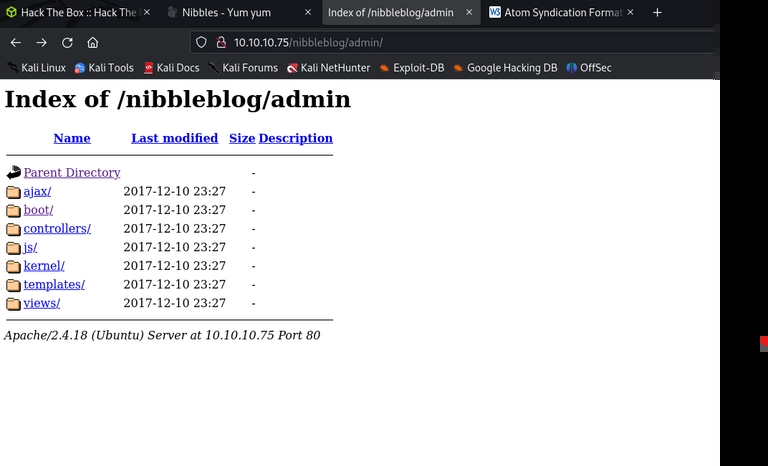 Hack The Box :: Hack The
Nibbles - Yum yum
Index of /nibbleblog/admin
W3
Atom Syndication Format
10.10.10.75/nibbleblog/admin/
Kali Linux
Kali Tools
Kali Docs
Kali Forums
Kali NetHunter
Exploit-DB
Google Hacking DB
OffSec
Index of /nibbleblog/admin
Name Last modified Size Description
Parent Directory -
ajax/ 2017-12-10 23:27 -
boot/ 2017-12-10 23:27 -
controllers/ 2017-12-10 23:27 -
js/ 2017-12-10 23:27 -
kernel/ 2017-12-10 23:27 -
templates/ 2017-12-10 23:27 -
views/ 2017-12-10 23:27 -
Apache/2.4.18 (Ubuntu) Server at 10.10.10.75 Port 80